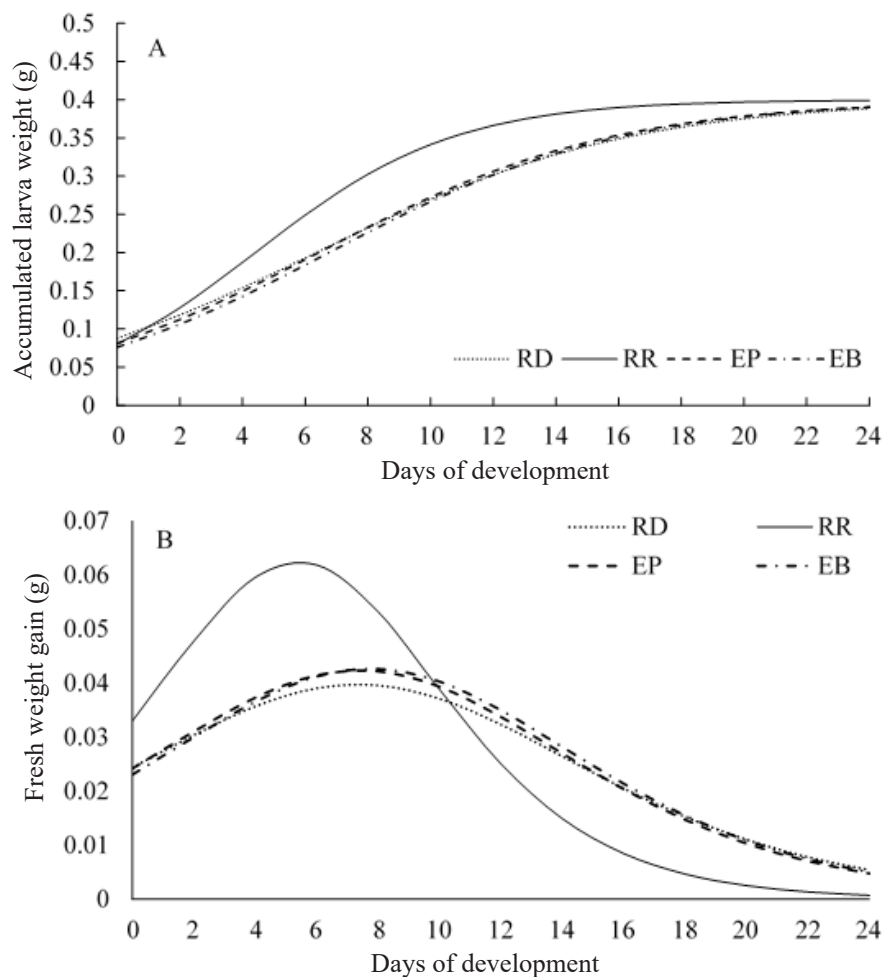 A
Accumulated larva weight (g)
0.5
0.45
0.4
0.35
0.3
0.25
0.2
0.15
0.1
0.05
0
RD RR EP EB
0 2 4 6 8 10 12 14 16 18 20 22 24
Days of development
B
Fresh weight gain (g)
0.07
0.06
0.05
0.04
0.03
0.02
0.01
0
RD RR
EP EB
0 2 4 6 8 10 12 14 16 18 20 22 24
Days of development